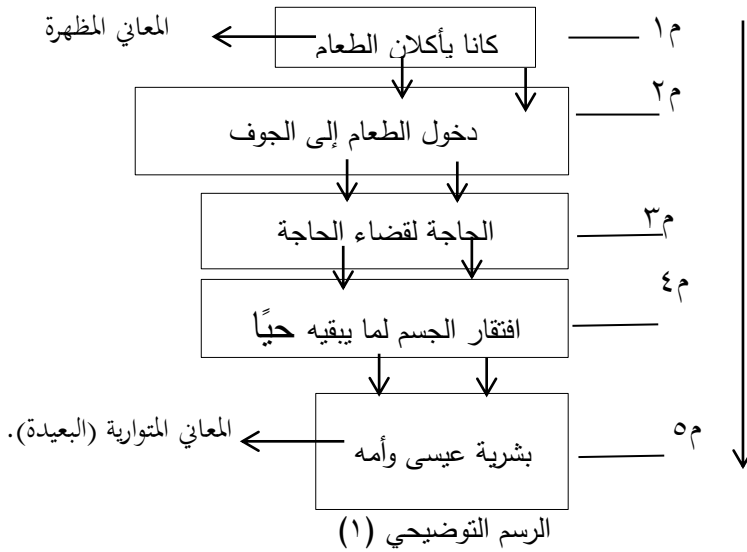 م١
كانا يأكلان الطعام
المعاني المظهرة
م٢
دخول الطعام إلى الجوف
م٣
الحاجة لقضاء الحاجة
م٤
افتقار الجسم لما يبقيه حيًا
م٥
بشرية عيسى وأمه
المعاني المتوارية (البعيدة).
الرسم التوضيحي (١)